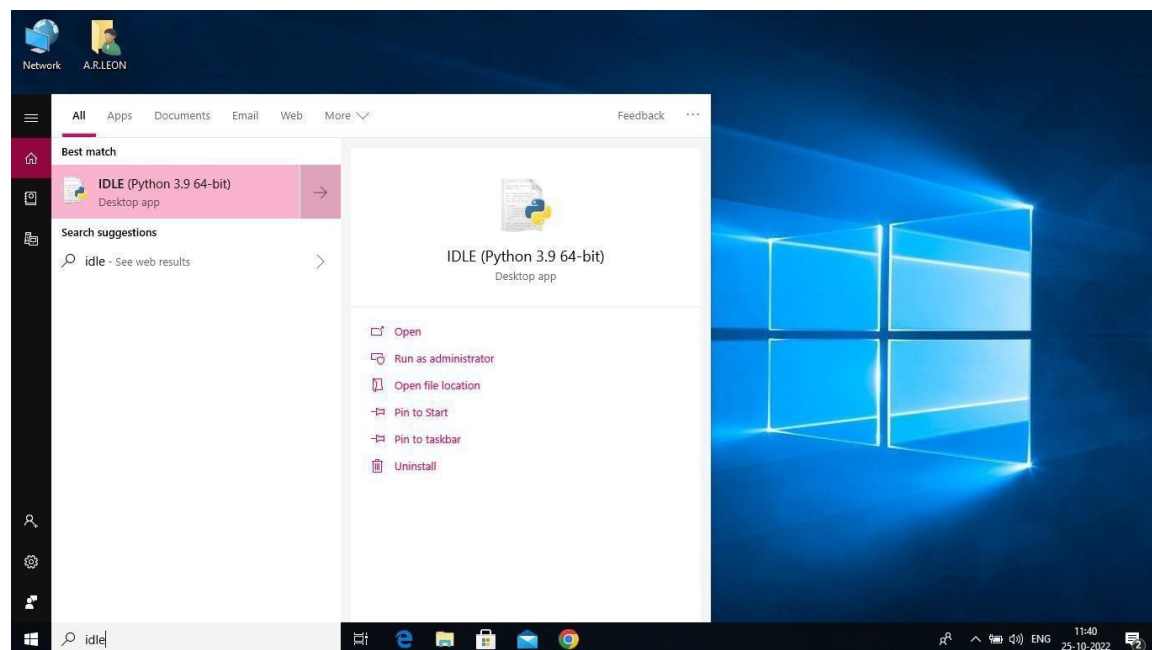 Network
A.R.LEON
All Apps Documents Email Web More Feedback ...
Best match
IDLE (Python 3.9 64-bit)
Desktop app
Search suggestions
idle - See web results
IDLE (Python 3.9 64-bit)
Desktop app
Open
Run as administrator
Open file location
Pin to Start
Pin to taskbar
Uninstall
idle
ENG
11:40
25-10-2022
2